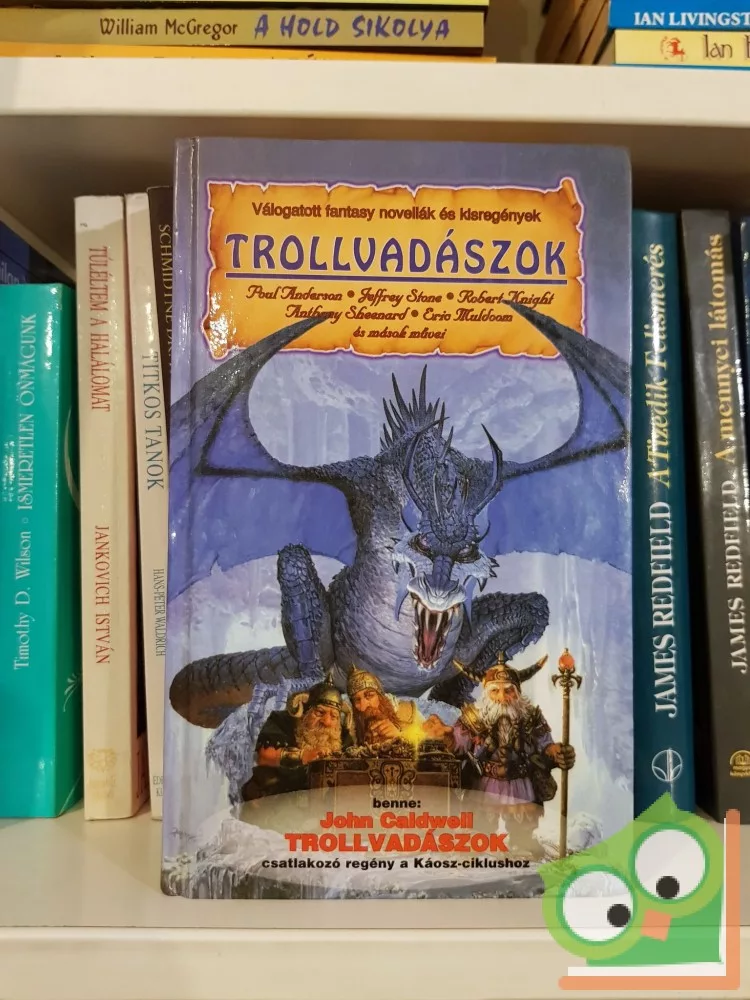 William McGregor A HOLD SIKOLYA
IAN LIVINGST
Ian
Válogatott fantasy novellák és kisregények
TROLLVADÁSZOK
Poul Anderson • Jeffrey Stone • Robert Knight
Anthony Sheenard • Eric Muldoom
és mások művei
benne:
John Caldwell
TROLLVADÁSZOK
csatlakozó regény a Káosz-ciklushoz
Timothy D. Wilson • ISMERETLEN ÖNMAGUNK
TÚLÉLTEM A HALÁLOMAT
JANKOVICH ISTVÁN
TITKOS TANOK
HANS-PETER WALDRICH
JAMES REDFIELD A Tizedik Felismerés
JAMES REDFIELD A mennyei látomás